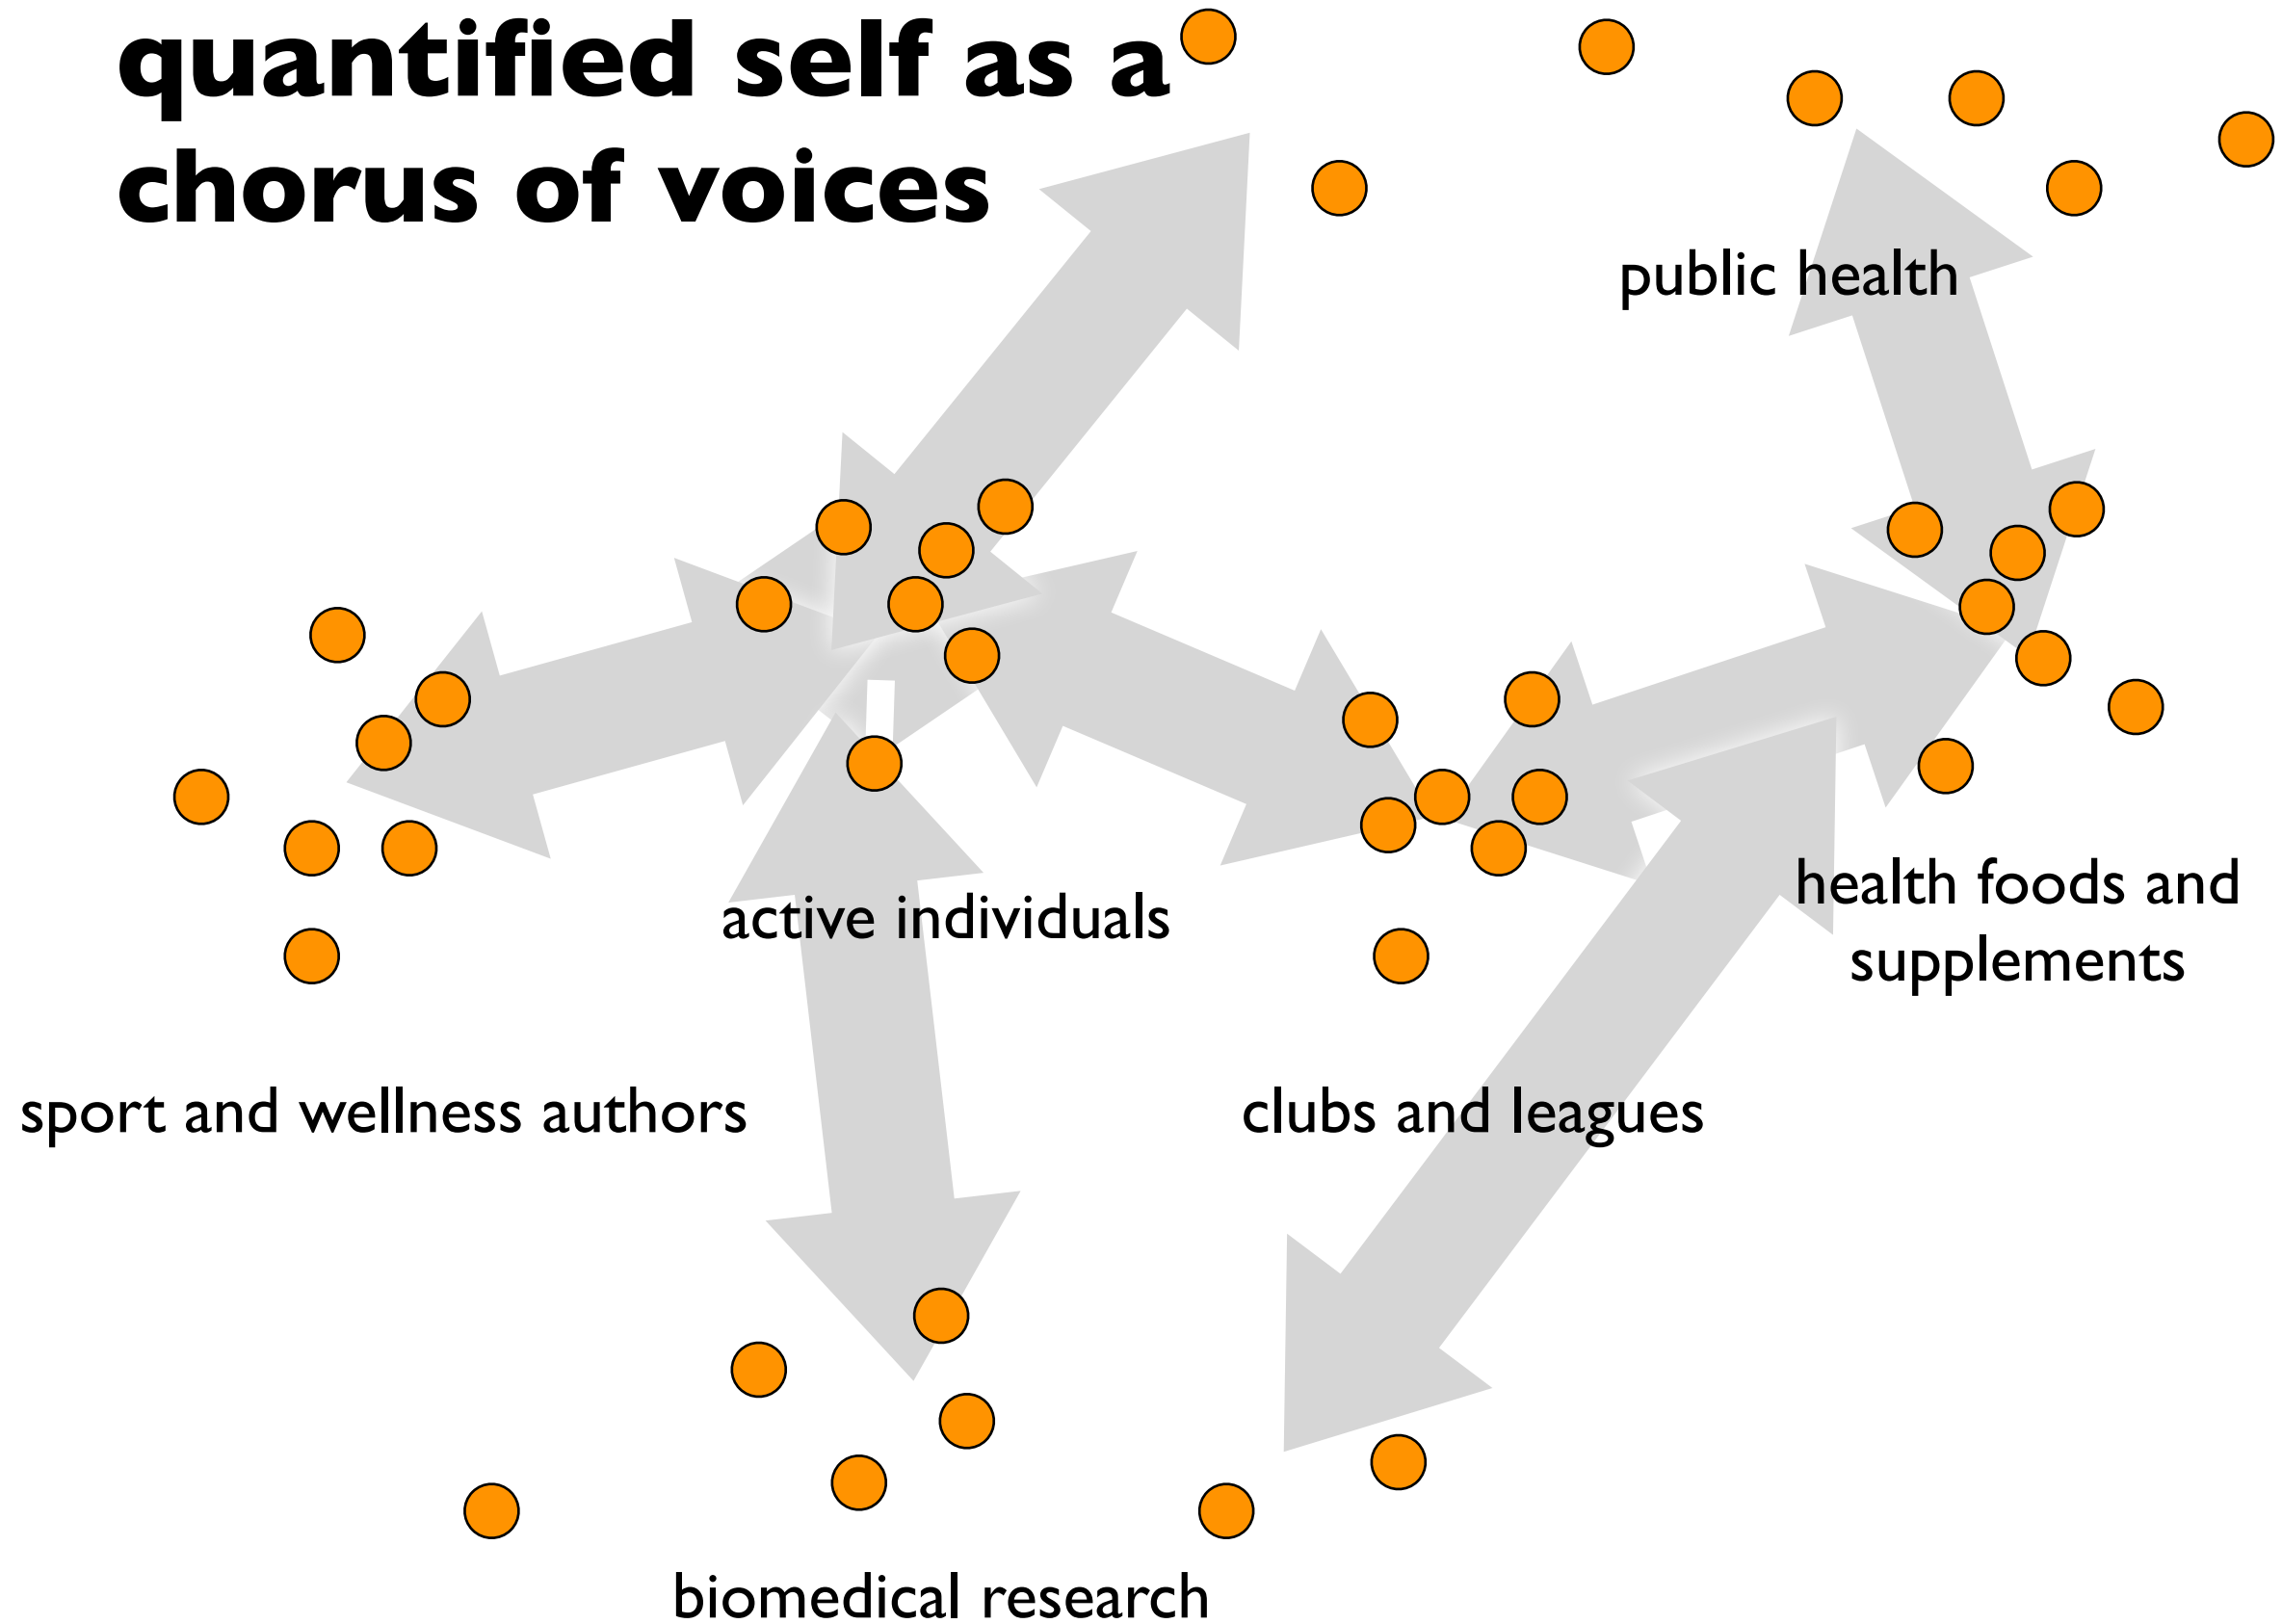 quantified self as a
chorus of voices
public health
active individuals
health foods and
supplements
sport and wellness authors
clubs and leagues
biomedical research